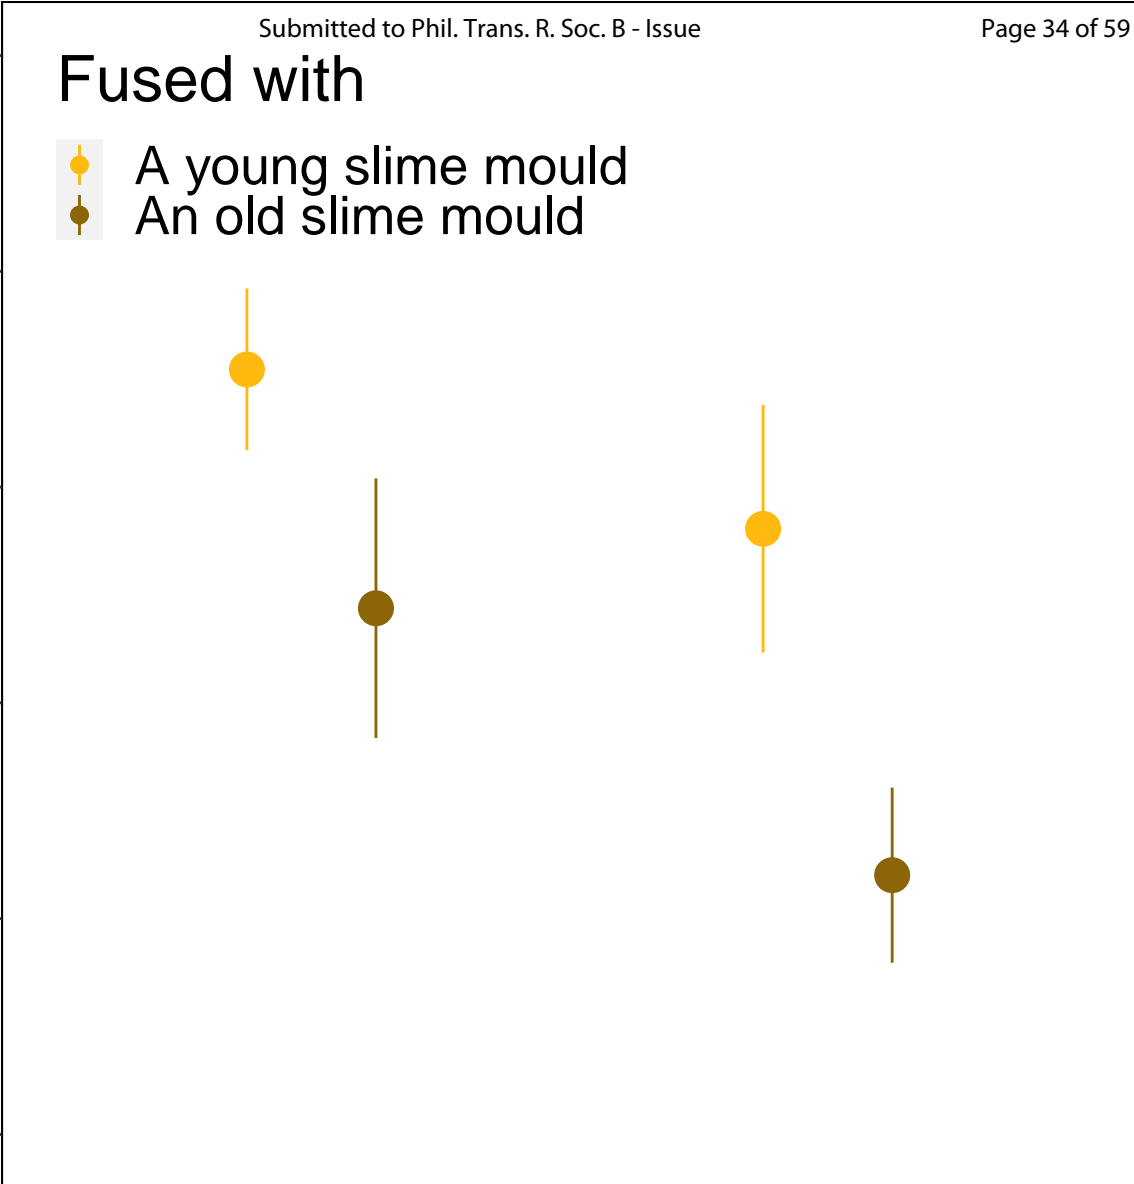 Submitted to Phil. Trans. R. Soc. B - Issue Page 34 of 59
Fused with
A young slime mould
An old slime mould